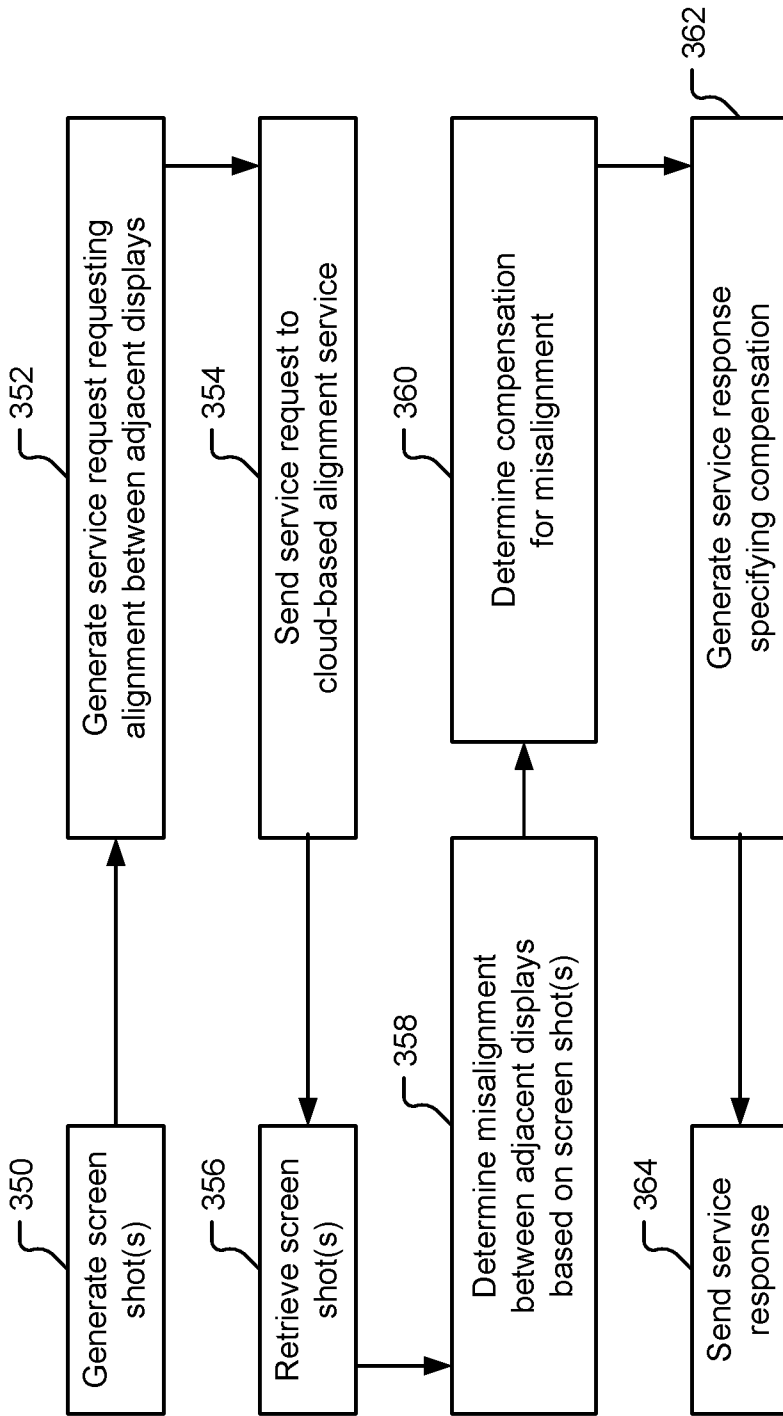 350
Generate screen
shot(s)
352
Generate service request requesting
alignment between adjacent displays
354
Send service request to
cloud-based alignment service
356
Retrieve screen
shot(s)
358
Determine misalignment
between adjacent displays
based on screen shot(s)
360
Determine compensation
for misalignment
362
Generate service response
specifying compensation
364
Send service
response